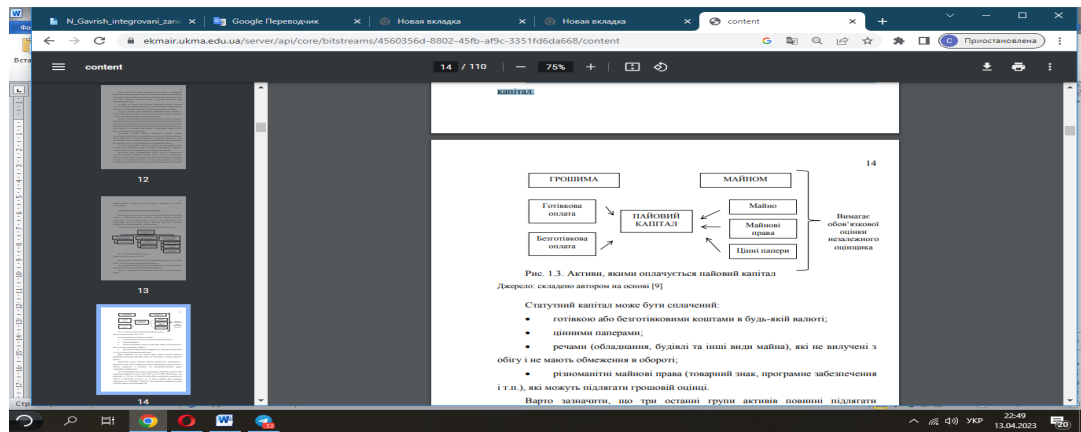 N_Gavrish_integrovani_zani
Google Переводчик
Новая вкладка
Новая вкладка
content
ekmair.ukma.edu.ua/server/api/core/bitstreams/4560356d-8802-45fb-af9c-3351fd6da668/content
Приостановлена
content
14 / 110
75%
12
13
14
капітал.
14
ГРОШИМА
МАЙНОМ
Готівкова
оплата
Безготівкова
оплата
ПАЙОВИЙ
КАПІТАЛ
Майно
Майнові
права
Цінні папери
Вимагає
обов'язкової
оцінки
незалежного
оцінщика
Рис. 1.3. Активи, якими оплачується пайовий капітал
Джерело: складено автором на основі [9]
Статутний капітал може бути сплачений:
• готівкою або безготівковими коштами в будь-якій валюті;
• цінними паперами;
• речами (обладнання, будівлі та інші види майна), які не вилучені з
обігу і не мають обмеження в обороті;
• різноманітні майнові права (товарний знак, програмне забезпечення
і т.п.), які можуть підлягати грошовій оцінці.
Варто зазначити, що три останні групи активів повинні підлягати
УКР
22:49
13.04.2023
20